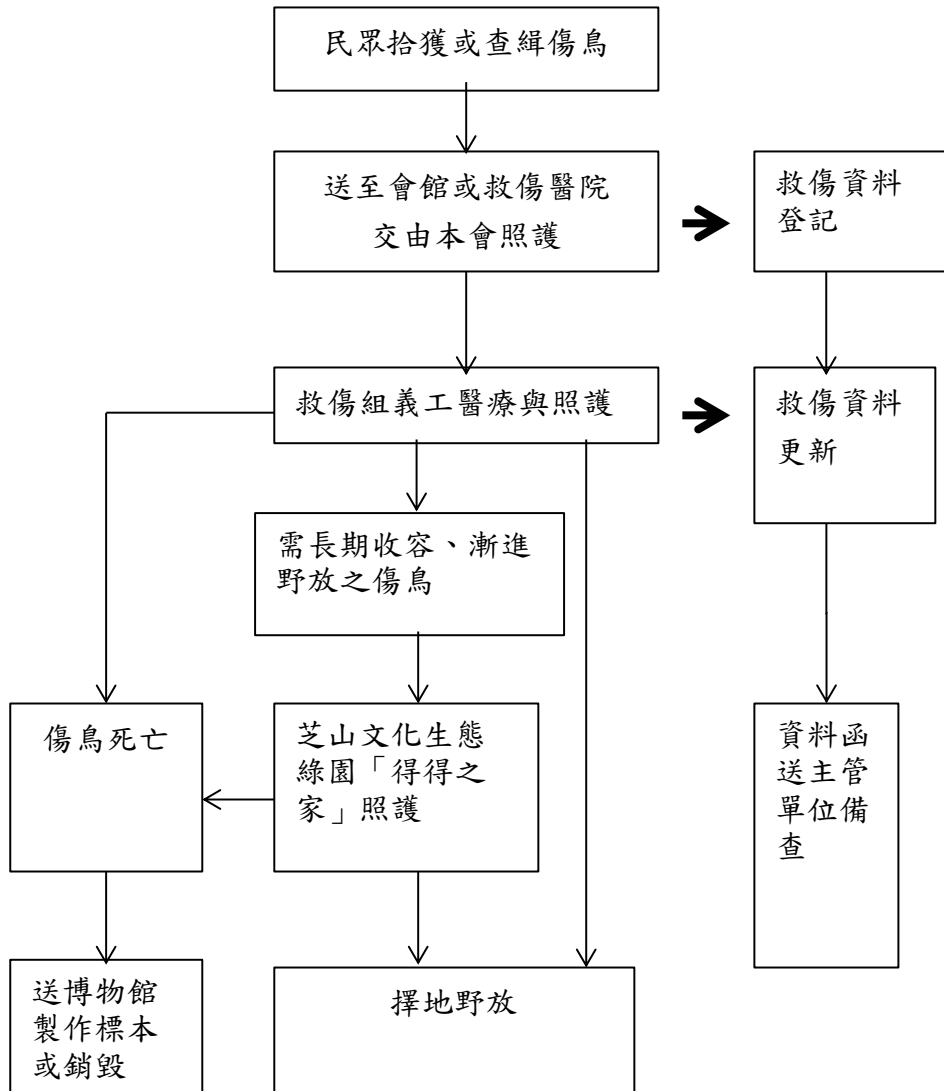 民眾拾獲或查緝傷鳥
送至會館或救傷醫院
交由本會照護
救傷資料
登記
救傷組義工醫療與照護
救傷資料
更新
需長期收容、漸進
野放之傷鳥
傷鳥死亡
芝山文化生態
綠園「得得之
家」照護
資料函
送主管
單位備
查
送博物館
製作標本
或銷毀
擇地野放